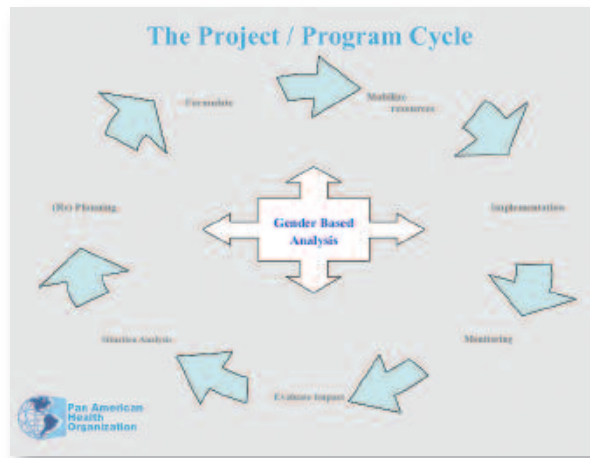 The Project / Program Cycle
Formulate
Mobilize
resources
(Re) Planning
Implementation
Gender Based
Analysis
Situation Analysis
Monitoring
Evaluate Impact
Pan American
Health
Organization